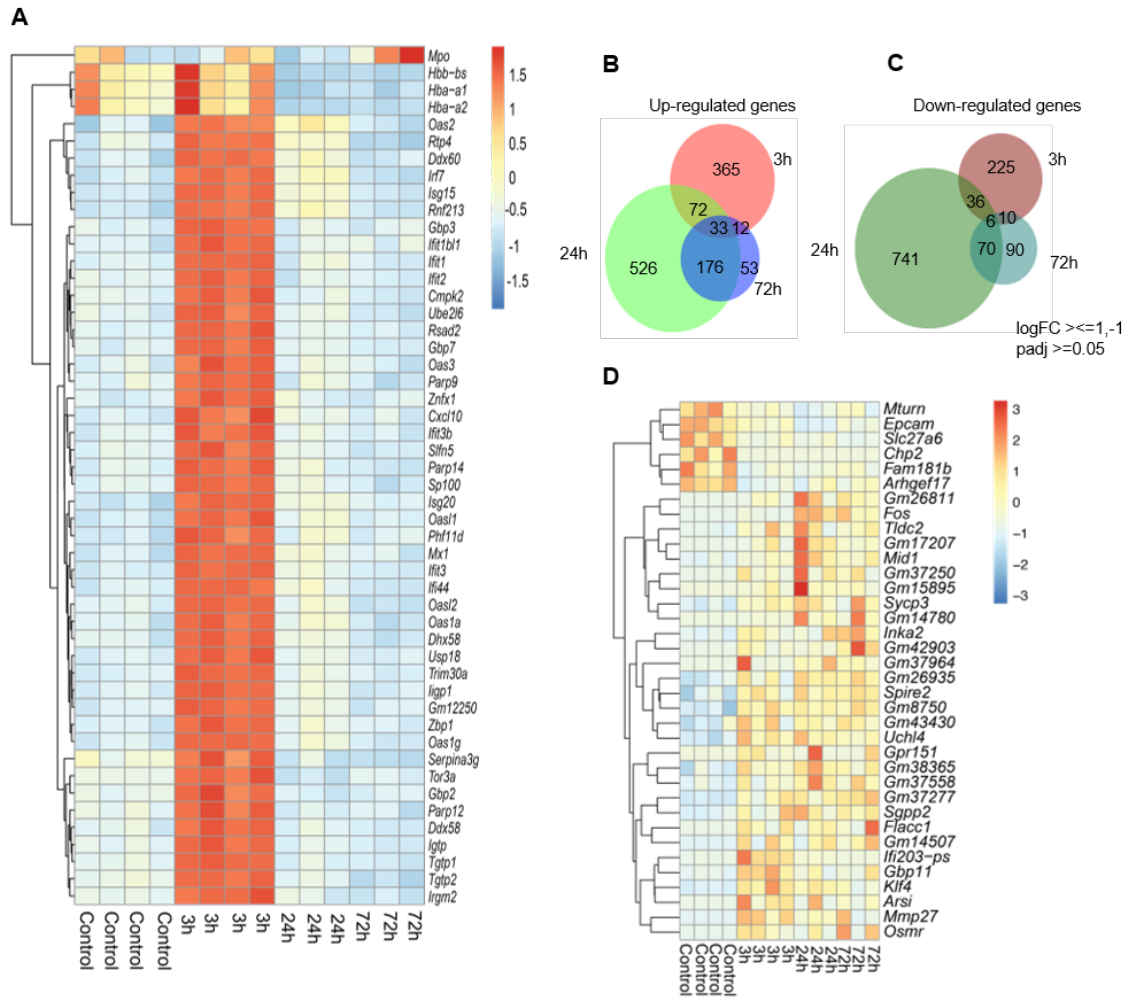 A
Mpo
Hbb-bs
Hba-a1
Hba-a2
Oas2
Rtp4
Ddx60
Irf7
Isg15
Rnf213
Gbp3
Ifit1bl1
Ifit1
Ifit2
Cmpk2
Ube2l6
Rsad2
Gbp7
Oas3
Parp9
Znfx1
Cxcl10
Ifit3b
Slfn5
Parp14
Sp100
Isg20
Oasl1
Phf11d
Mx1
Ifit3
Ifi44
Oasl2
Oas1a
Dhx58
Usp18
Trim30a
Iigp1
Gm12250
Zbp1
Oas1g
Serpina3g
Tor3a
Gbp2
Parp12
Ddx58
Igtp
Tgtp1
Tgtp2
Irgm2
1.5
1
0.5
0
-0.5
-1
-1.5
Control Control Control Control 3h 3h 3h 3h 24h 24h 24h 72h 72h 72h
B
Up-regulated genes
365
3h
72
33 12
24h
526
176
53
72h
C
Down-regulated genes
225
3h
36
6 10
24h
741
70
90
72h
logFC ><=1,-1
padj >=0.05
D
Mturn
Epcam
Slc27a6
Chp2
Fam181b
Arhgef17
Gm26811
Fos
Tldc2
Gm17207
Mid1
Gm37250
Gm15895
Sycp3
Gm14780
Inka2
Gm42903
Gm37964
Gm26935
Spire2
Gm8750
Gm43430
Uchl4
Gpr151
Gm38365
Gm37558
Gm37277
Sgpp2
Flacc1
Gm14507
Ifi203-ps
Gbp11
Klf4
Arsi
Mmp27
Osmr
3
2
1
0
−1
−2
−3
Control Control Control Control 3h 3h 3h 3h 24h 24h 24h 72h 72h 72h